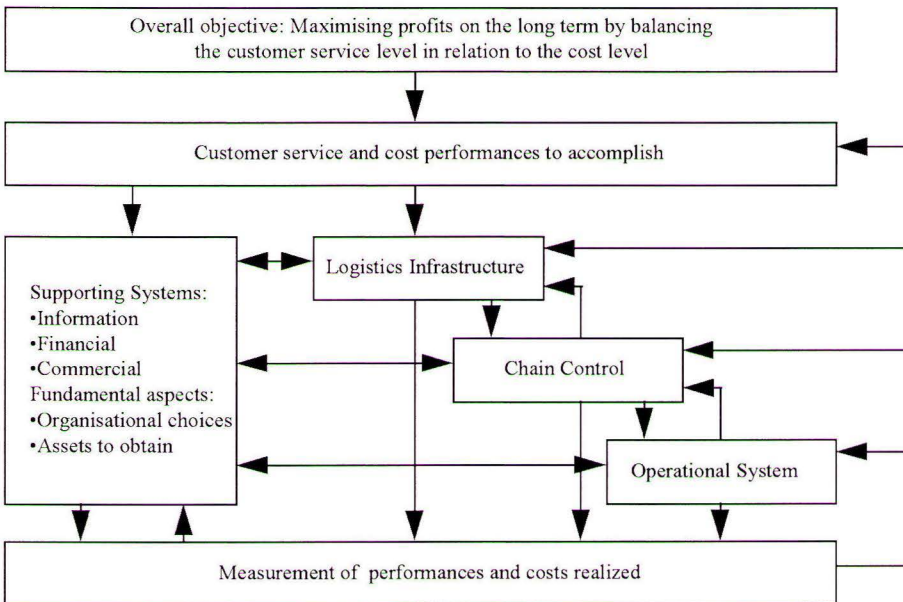 Overall objective: Maximising profits on the long term by balancing
the customer service level in relation to the cost level
Customer service and cost performances to accomplish
Supporting Systems:
•Information
•Financial
•Commercial
Fundamental aspects:
•Organisational choices
•Assets to obtain
Logistics Infrastructure
Chain Control
Operational System
Measurement of performances and costs realized